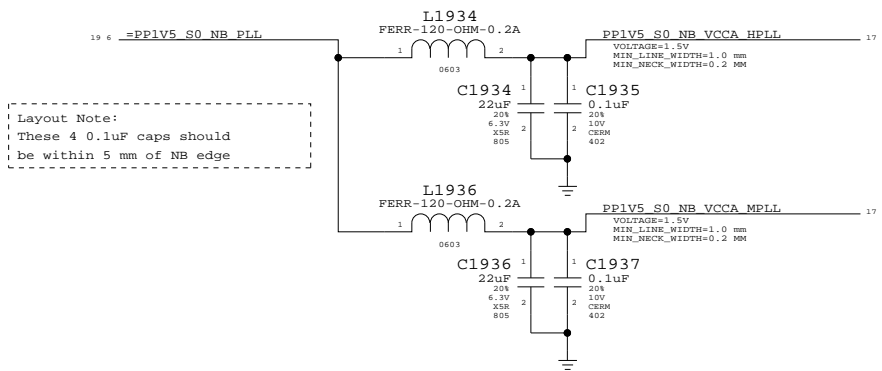 L1934
FERR-120-OHM-0.2A
19 6 =PP1V5_S0_NB_PLL
1 2
0603
PP1V5_S0_NB_VCCA_HPLL 17
VOLTAGE=1.5V
MIN_LINE_WIDTH=1.0 mm
MIN_NECK_WIDTH=0.2 MM
C1934
22uF
20%
6.3V
X5R
805
1
2
1
2
C1935
0.1uF
20%
10V
CERM
402
Layout Note:
These 4 0.1uF caps should
be within 5 mm of NB edge
L1936
FERR-120-OHM-0.2A
1 2
0603
PP1V5_S0_NB_VCCA_MPLL 17
VOLTAGE=1.5V
MIN_LINE_WIDTH=1.0 mm
MIN_NECK_WIDTH=0.2 MM
C1936
22uF
20%
6.3V
X5R
805
1
2
1
2
C1937
0.1uF
20%
10V
CERM
402